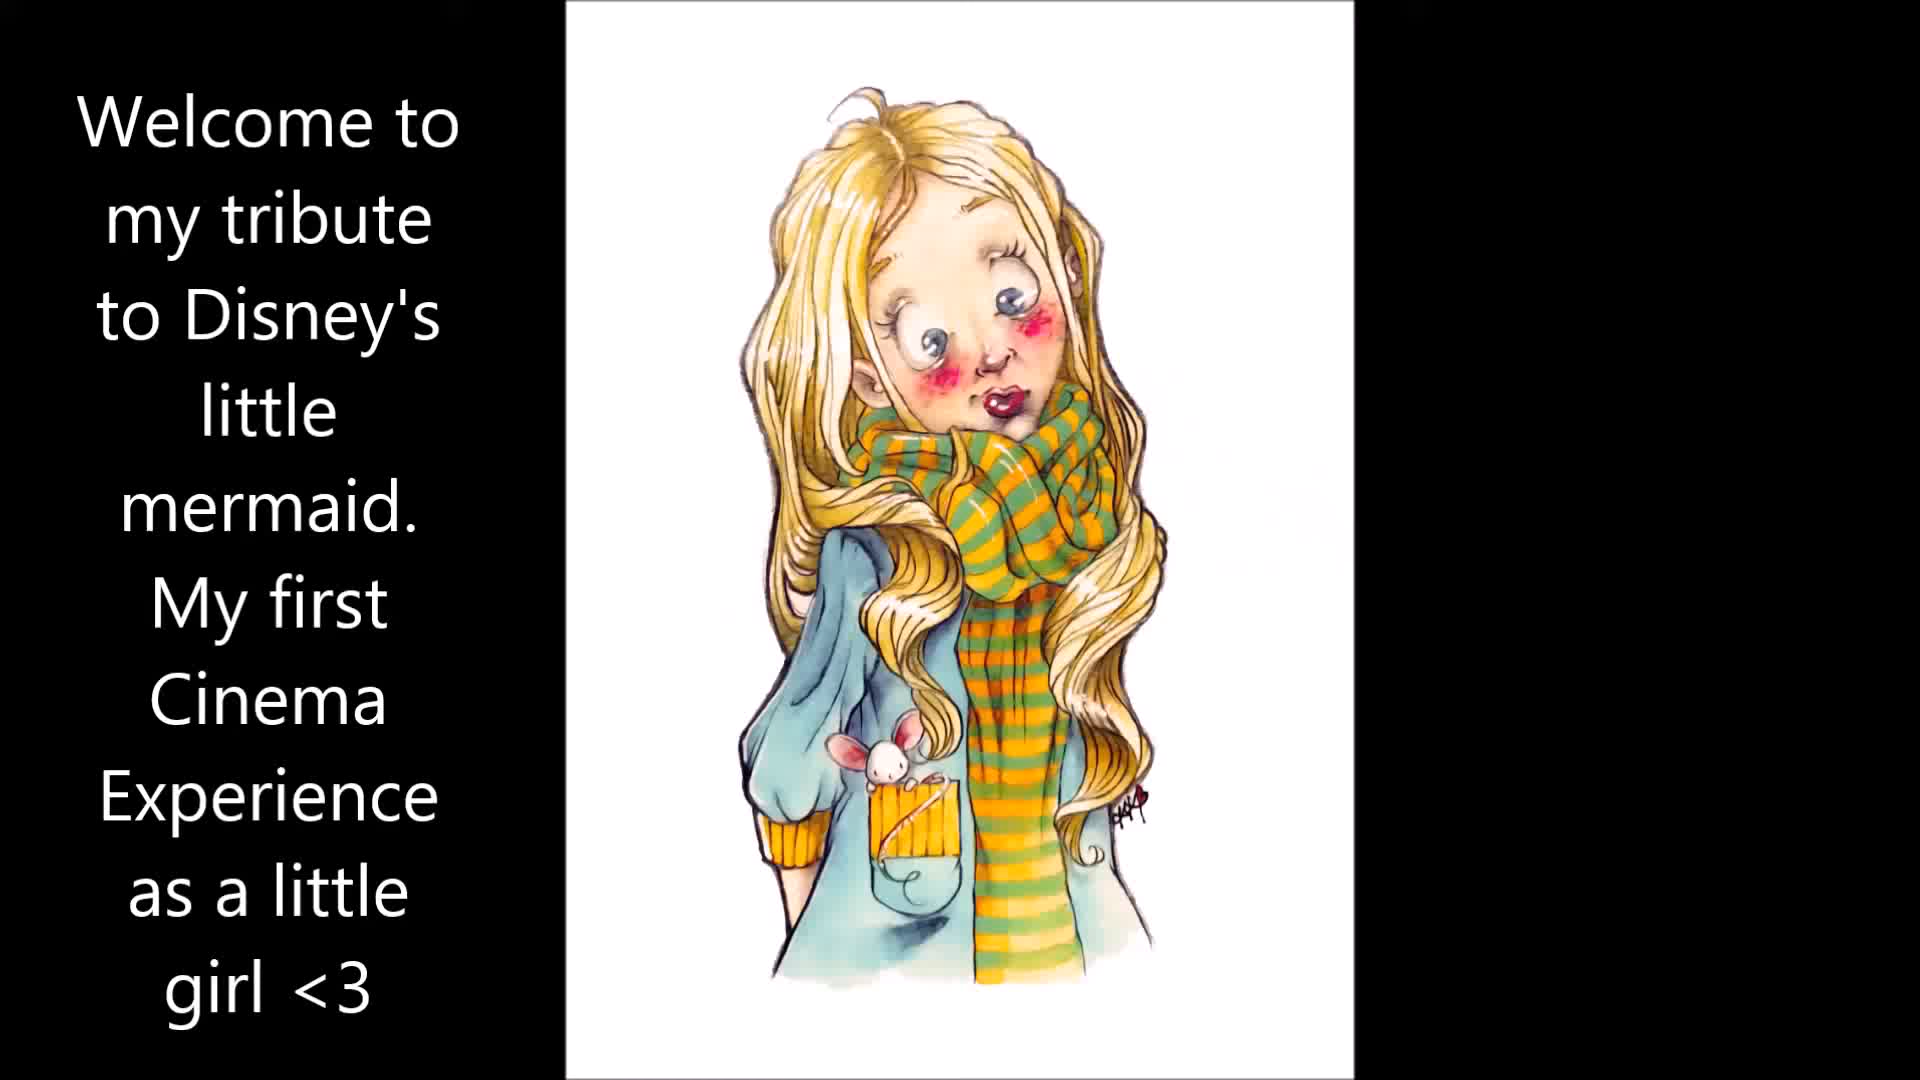 Welcome to
my tribute
to Disney's
little
mermaid.
My first
Cinema
Experience
as a little
girl <3